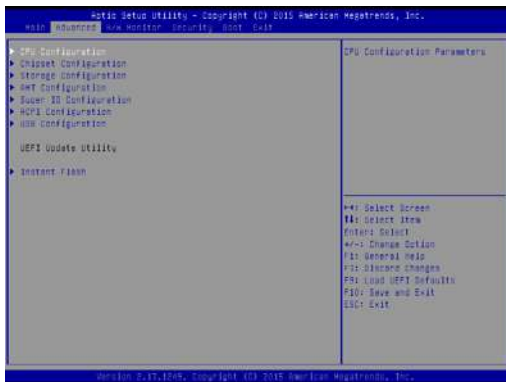 Aptio Setup Utility - Copyright (C) 2015 American Megatrends, Inc.
Main Advanced H/W Monitor Security Boot Exit
CPU Configuration
Chipset Configuration
Storage Configuration
AMT Configuration
Super IO Configuration
ACPI Configuration
USB Configuration
UEFI Update Utility
Instant Flash
CPU Configuration Parameters
→←: Select Screen
↑↓: Select Item
Enter: Select
+/-: Change Option
F1: General Help
F7: Discard Changes
F9: Load UEFI Defaults
F10: Save and Exit
ESC: Exit
Version 2.17.1249. Copyright (C) 2015 American Megatrends, Inc.